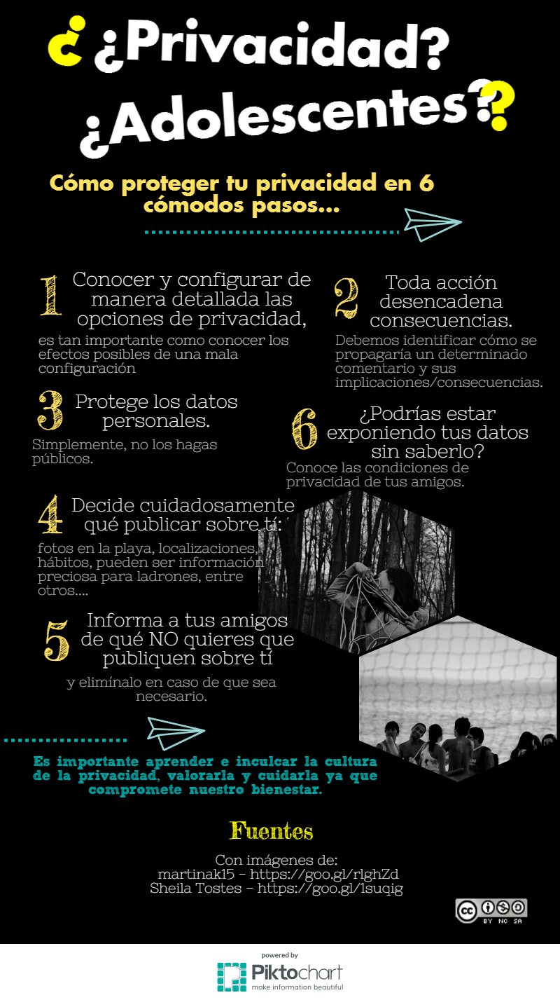 ¿ ¿Privacidad?
¿Adolescentes? ?
Cómo proteger tu privacidad en 6
cómodos pasos...
1
Conocer y configurar de
manera detallada las
opciones de privacidad,
es tan importante como conocer los
efectos posibles de una mala
configuración
2
Toda acción
desencadena
consecuencias.
Debemos identificar cómo se
propagaría un determinado
comentario y sus
implicaciones/consecuencias.
3
Protege los datos
personales.
Simplemente, no los hagas
públicos.
6
¿Podrías estar
exponiendo tus datos
sin saberlo?
Conoce las condiciones de
privacidad de tus amigos.
4
Decide cuidadosamente
qué publicar sobre tí:
fotos en la playa, localizaciones,
hábitos, pueden ser información
preciosa para ladrones, entre
otros....
5
Informa a tus amigos
de qué NO quieres que
publiquen sobre tí
y elimínalo en caso de que sea
necesario.
Es importante aprender e inculcar la cultura
de la privacidad, valorarla y cuidarla ya que
compromete nuestro bienestar.
Fuentes
Con imágenes de:
martinak15 - https://goo.gl/rlghZd
Sheila Tostes - https://goo.gl/1suqig
cc
BY NC SA
powered by
Piktochart
make information beautiful